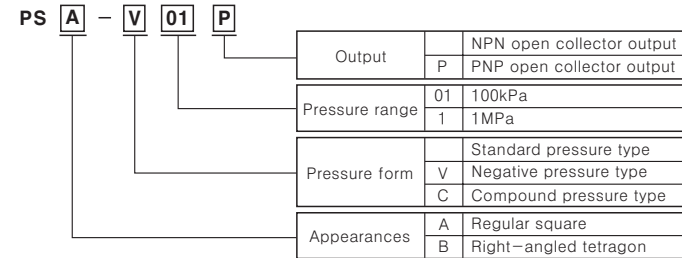 PS A - V 01 P
Output
NPN open collector output
P PNP open collector output
Pressure range
01 100kPa
1 1MPa
Pressure form
Standard pressure type
V Negative pressure type
C Compound pressure type
Appearances
A Regular square
B Right-angled tetragon